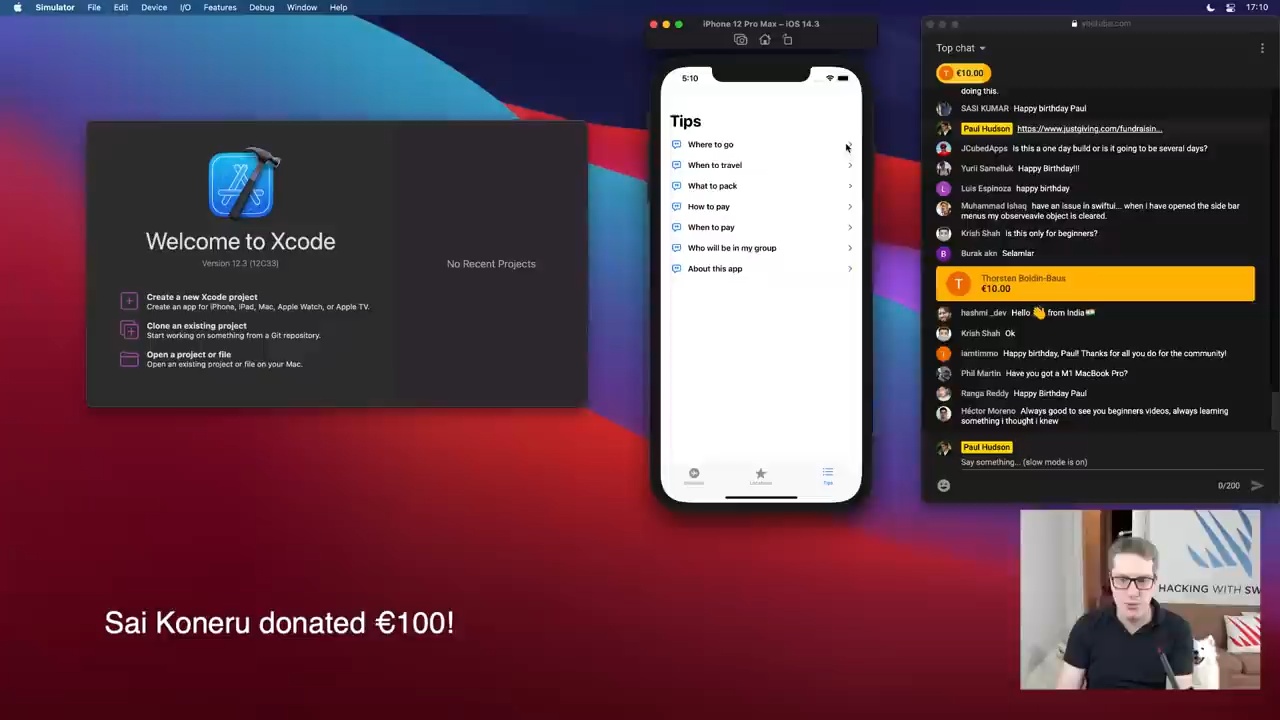 Simulator File Edit Device I/O Features Debug Window Help
17:10
Welcome to Xcode
Version 12.3 (12C33)
Create a new Xcode project
Create an app for iPhone, iPad, Mac, Apple Watch, or Apple TV.
Clone an existing project
Start working on something from a Git repository.
Open a project or file
Open an existing project or file on your Mac.
No Recent Projects
Sai Koneru donated €100!
iPhone 12 Pro Max – iOS 14.3
5:10
Tips
Where to go
When to travel
What to pack
How to pay
When to pay
Who will be in my group
About this app
Tips
youtube.com
Top chat
T €10.00
doing this.
SASI KUMAR Happy birthday Paul
Paul Hudson https://www.justgiving.com/fundraisin...
JCubedApps Is this a one day build or is it going to be several days?
Yurii Sameliuk Happy Birthday!!!
L Luis Espinoza happy birthday
Muhammad Ishaq have an issue in swiftui... when I have opened the side bar
menus my observeavle object is cleared.
Krish Shah is this only for beginners?
B Burak akn Selamlar
T Thorsten Boldin-Baus
€10.00
hashmi_dev Hello 👋 from India🇮🇳
Krish Shah Ok
iamtimmo Happy birthday, Paul! Thanks for all you do for the community!
Phil Martin Have you got a M1 MacBook Pro?
Ranga Reddy Happy Birthday Paul
Héctor Moreno Always good to see you beginners videos, always learning
something i thought i knew
Paul Hudson
Say something... (slow mode is on)
0/200
HACKING WITH SW